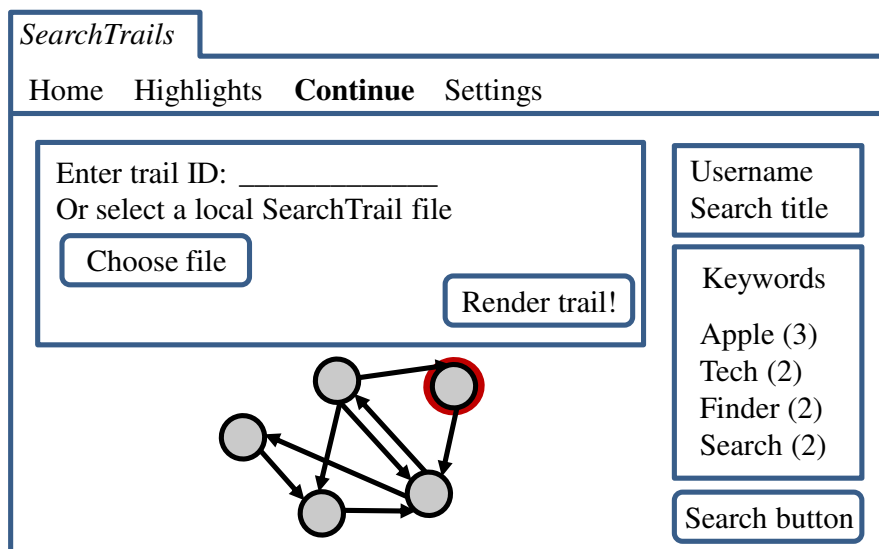 SearchTrails
Home Highlights Continue Settings
Enter trail ID: _____________
Or select a local SearchTrail file
Choose file
Render trail!
Username
Search title
Keywords
Apple (3)
Tech (2)
Finder (2)
Search (2)
Search button